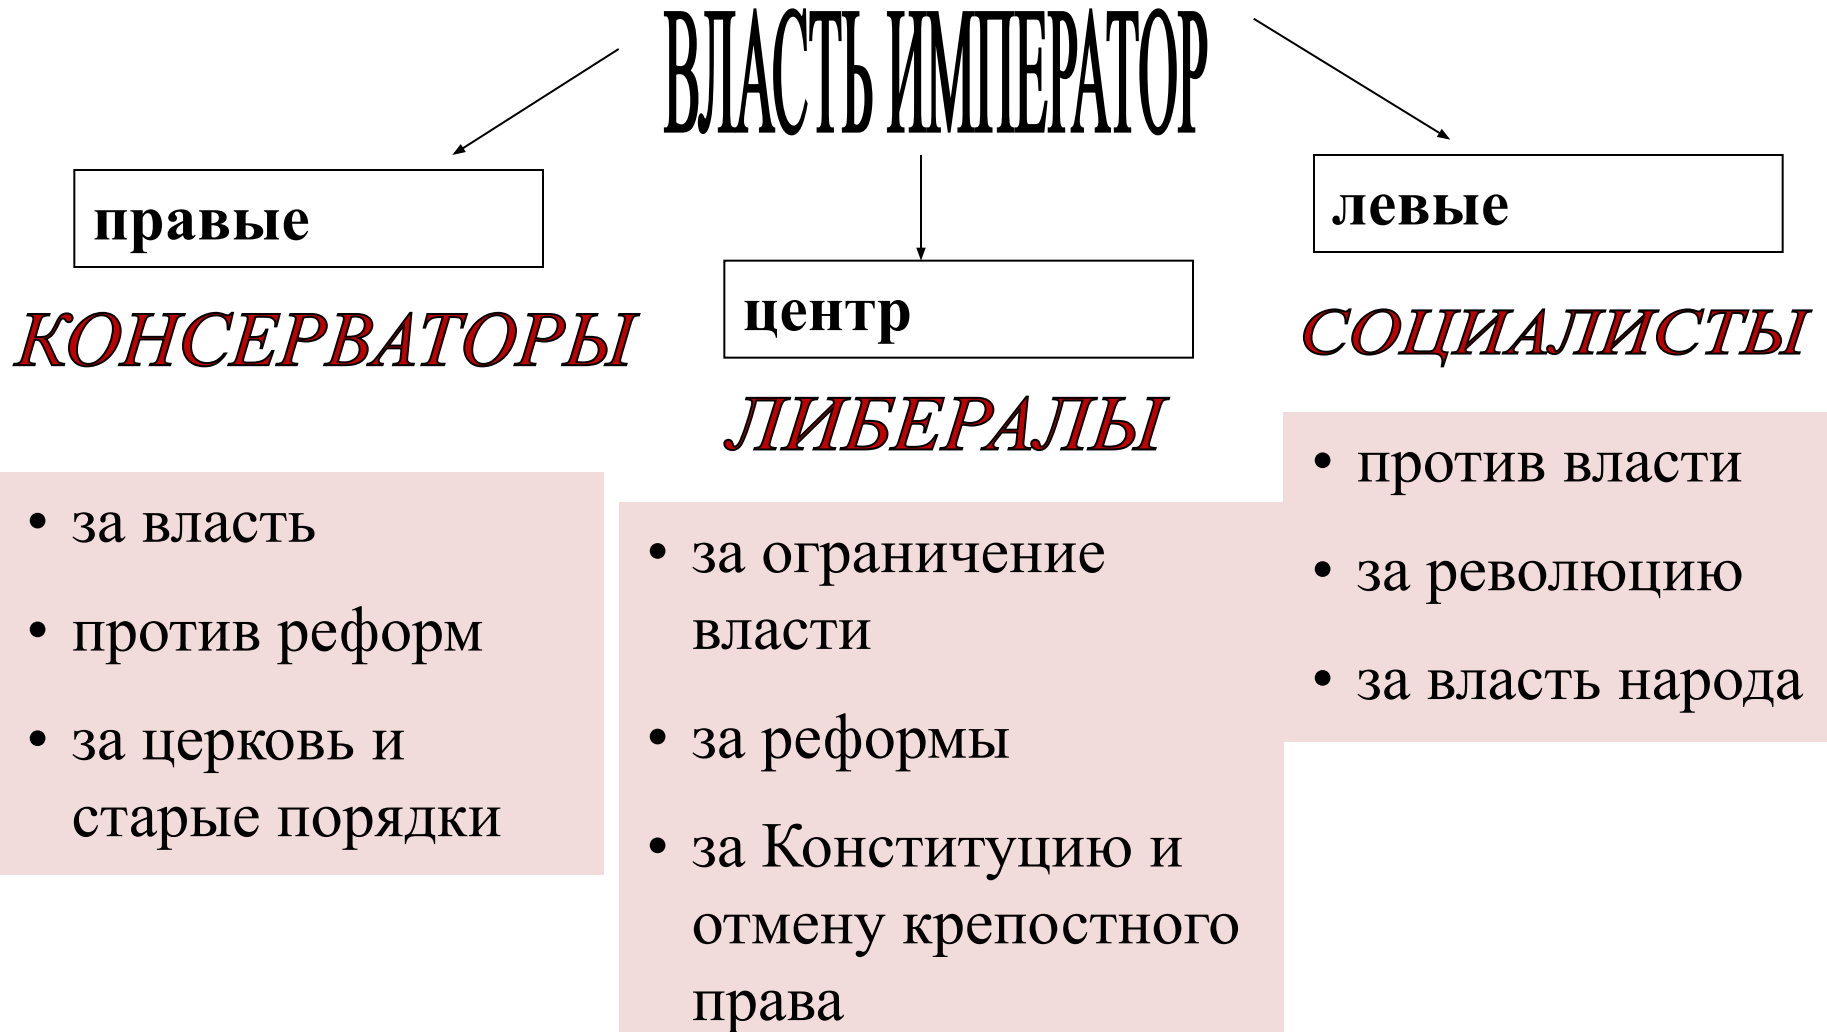 ВЛАСТЬ ИМПЕРАТОР
правые
КОНСЕРВАТОРЫ
• за власть
• против реформ
• за церковь и
старые порядки
центр
ЛИБЕРАЛЫ
• за ограничение
власти
• за реформы
• за Конституцию и
отмену крепостного
права
левые
СОЦИАЛИСТЫ
• против власти
• за революцию
• за власть народа